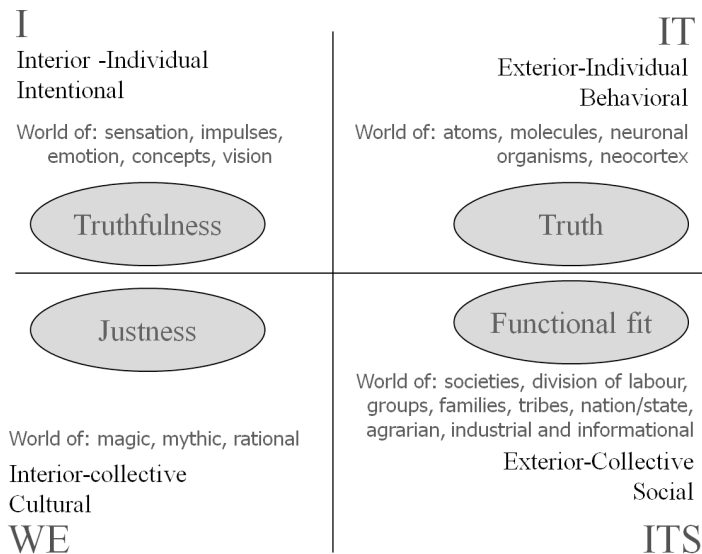 I
Interior -Individual
Intentional
World of: sensation, impulses,
emotion, concepts, vision
Truthfulness
IT
Exterior-Individual
Behavioral
World of: atoms, molecules, neuronal
organisms, neocortex
Truth
Justness
World of: magic, mythic, rational
Interior-collective
Cultural
WE
Functional fit
World of: societies, division of labour,
groups, families, tribes, nation/state,
agrarian, industrial and informational
Exterior-Collective
Social
ITS